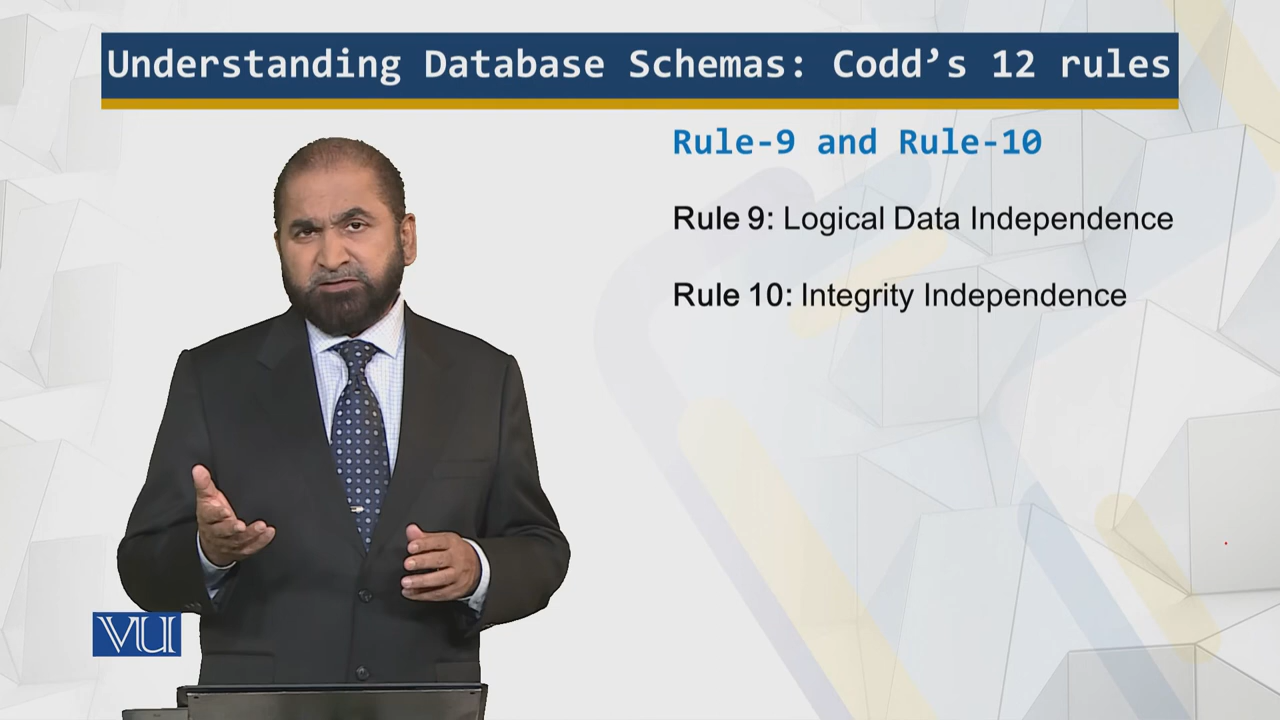 Understanding Database Schemas: Codd’s 12 rules
Rule-9 and Rule-10
Rule 9: Logical Data Independence
Rule 10: Integrity Independence
VU